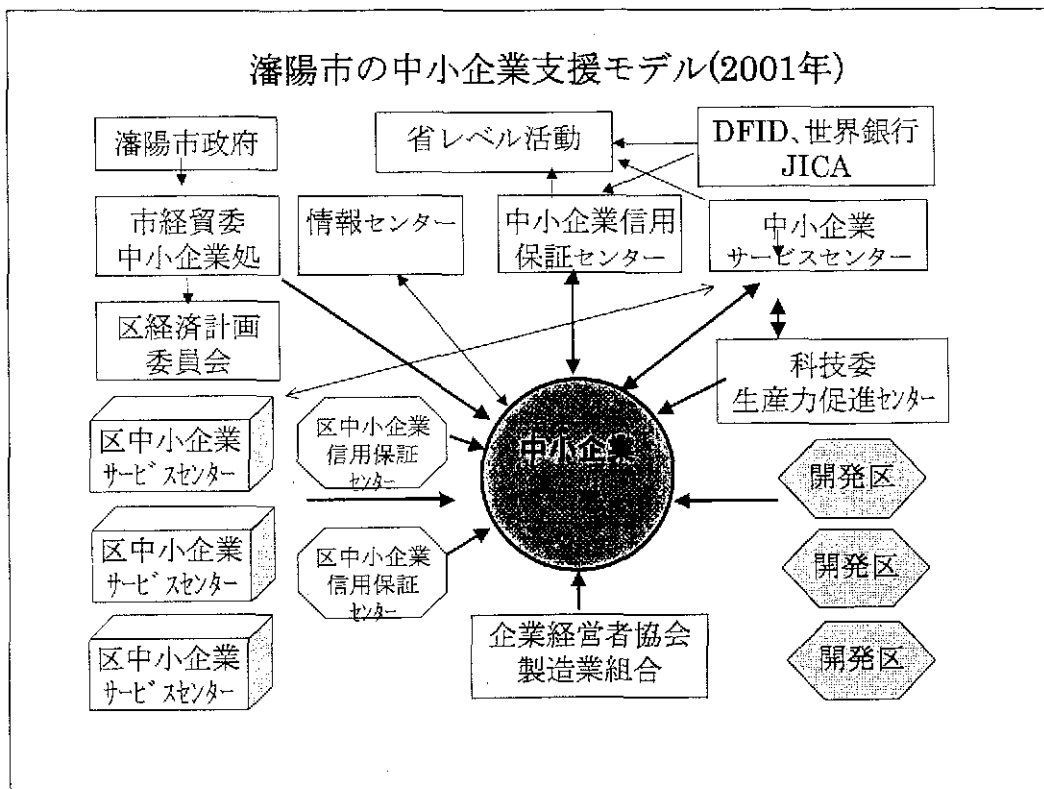 瀋陽市の中小企業支援モデル(2001年)
瀋陽市政府
省レベル活動
DFID、世界銀行
JICA
市経貿委
中小企業処
情報センター
中小企業信用
保証センター
中小企業
サービスセンター
区経済計画
委員会
科技委
生産力促進センター
区中小企業
サービスセンター
区中小企業
信用保証
センター
中小企業
開発区
区中小企業
サービスセンター
区中小企業
信用保証
センター
開発区
区中小企業
サービスセンター
企業経営者協会
製造業組合
開発区